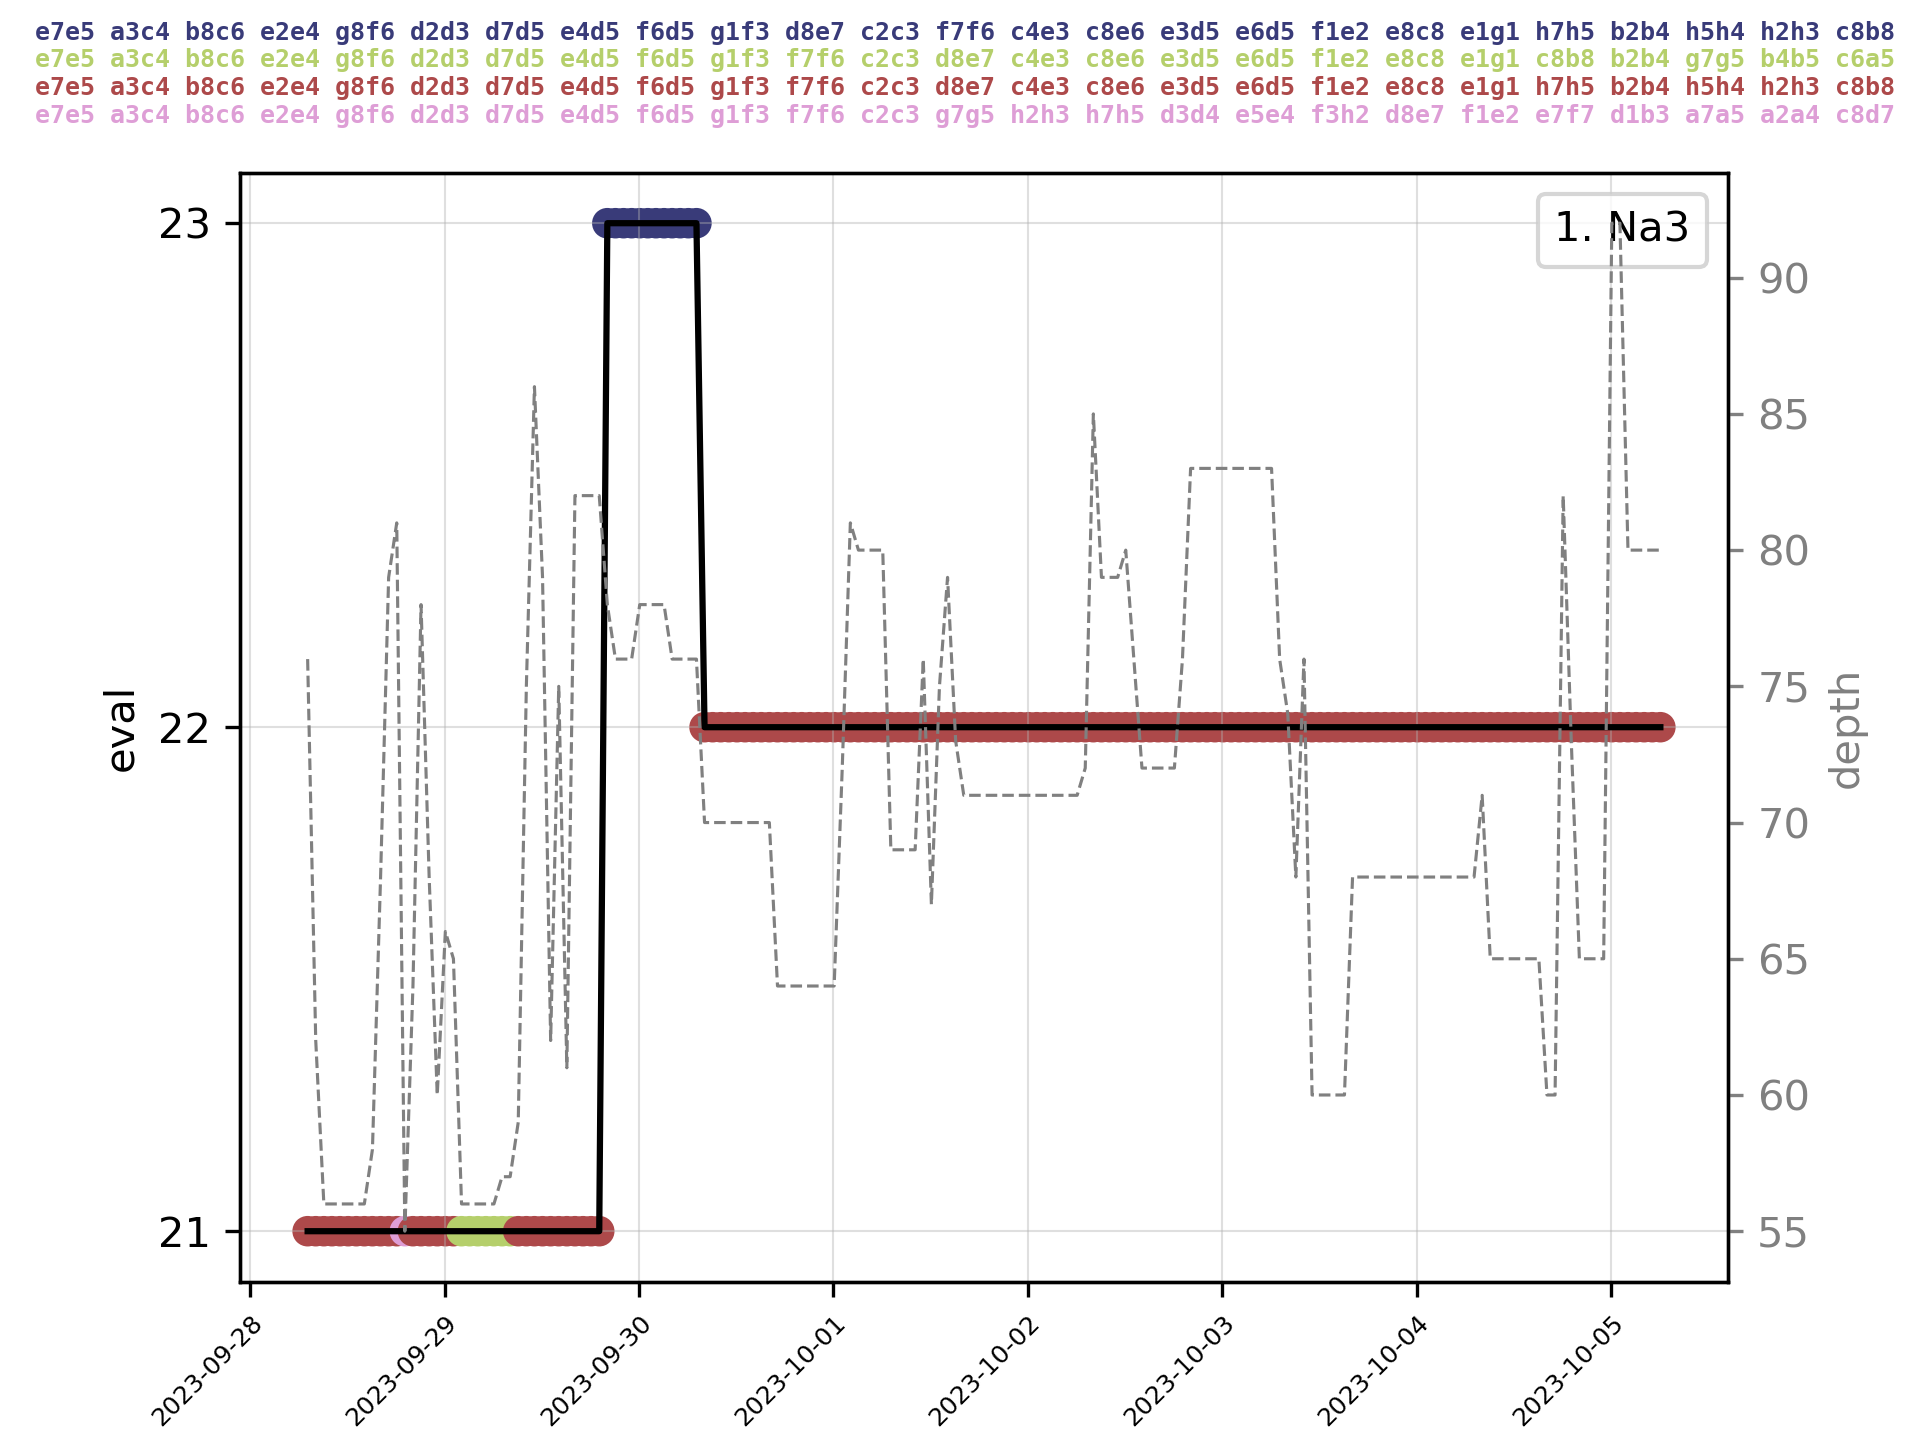 e7e5 a3c4 b8c6 e2e4 g8f6 d2d3 d7d5 e4d5 f6d5 g1f3 d8e7 c2c3 f7f6 c4e3 c8e6 e3d5 e6d5 f1e2 e8c8 e1g1 h7h5 b2b4 h5h4 h2h3 c8b8
e7e5 a3c4 b8c6 e2e4 g8f6 d2d3 d7d5 e4d5 f6d5 g1f3 f7f6 c2c3 d8e7 c4e3 c8e6 e3d5 e6d5 f1e2 e8c8 e1g1 c8b8 b2b4 g7g5 b4b5 c6a5
e7e5 a3c4 b8c6 e2e4 g8f6 d2d3 d7d5 e4d5 f6d5 g1f3 f7f6 c2c3 d8e7 c4e3 c8e6 e3d5 e6d5 f1e2 e8c8 e1g1 h7h5 b2b4 h5h4 h2h3 c8b8
e7e5 a3c4 b8c6 e2e4 g8f6 d2d3 d7d5 e4d5 f6d5 g1f3 f7f6 c2c3 g7g5 h2h3 h7h5 d3d4 e5e4 f3h2 d8e7 f1e2 e7f7 d1b3 a7a5 a2a4 c8d7
1. Na3
23
22
21
eval
90
85
80
75
70
65
60
55
depth
2023-09-28
2023-09-29
2023-09-30
2023-10-01
2023-10-02
2023-10-03
2023-10-04
2023-10-05